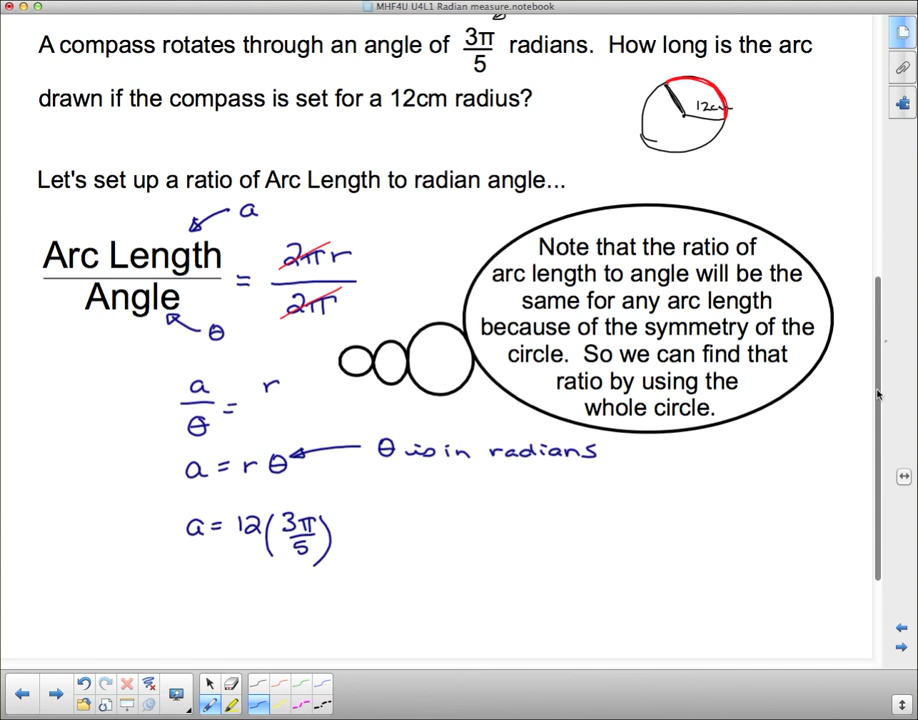 MHF4U U4L1 Radian measure.notebook
A compass rotates through an angle of 3π/5 radians. How long is the arc
drawn if the compass is set for a 12cm radius?
12cm
Let's set up a ratio of Arc Length to radian angle...
a
Arc Length / Angle = 2πr / 2π
θ
Note that the ratio of
arc length to angle will be the
same for any arc length
because of the symmetry of the
circle. So we can find that
ratio by using the
whole circle.
a/θ = r
a = r θ θ is in radians
a = 12(3π/5)